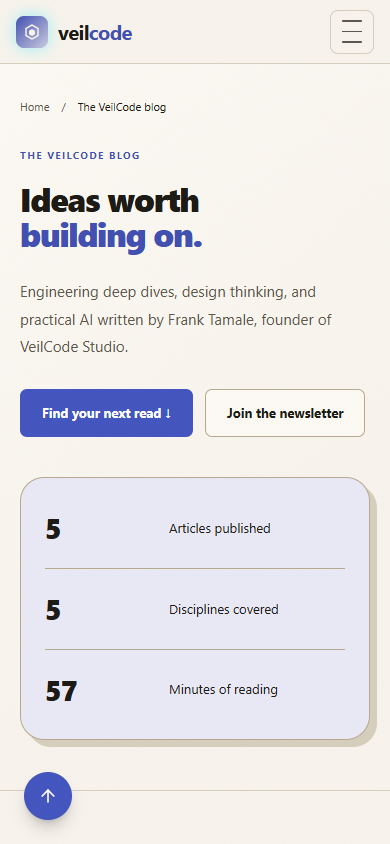 veilcode
Home / The VeilCode blog
THE VEILCODE BLOG
Ideas worth
building on.
Engineering deep dives, design thinking, and
practical AI written by Frank Tamale, founder of
VeilCode Studio.
Find your next read ↓
Join the newsletter
5 Articles published
5 Disciplines covered
57 Minutes of reading